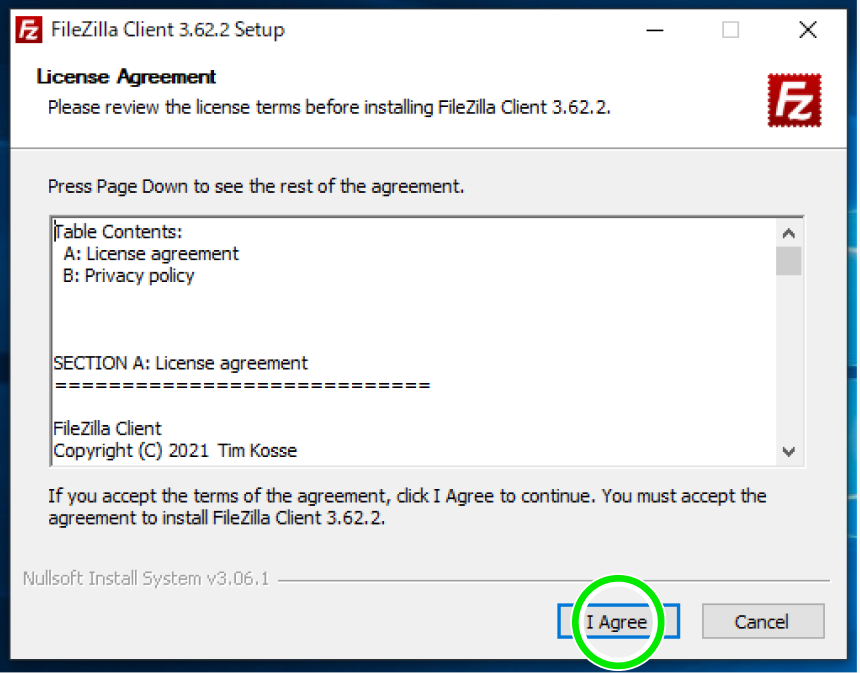 FileZilla Client 3.62.2 Setup
License Agreement
Please review the license terms before installing FileZilla Client 3.62.2.
Press Page Down to see the rest of the agreement.
Table Contents:
A: License agreement
B: Privacy policy
SECTION A: License agreement
============================
FileZilla Client
Copyright (C) 2021 Tim Kosse
If you accept the terms of the agreement, click I Agree to continue. You must accept the
agreement to install FileZilla Client 3.62.2.
Nullsoft Install System v3.06.1
I Agree
Cancel